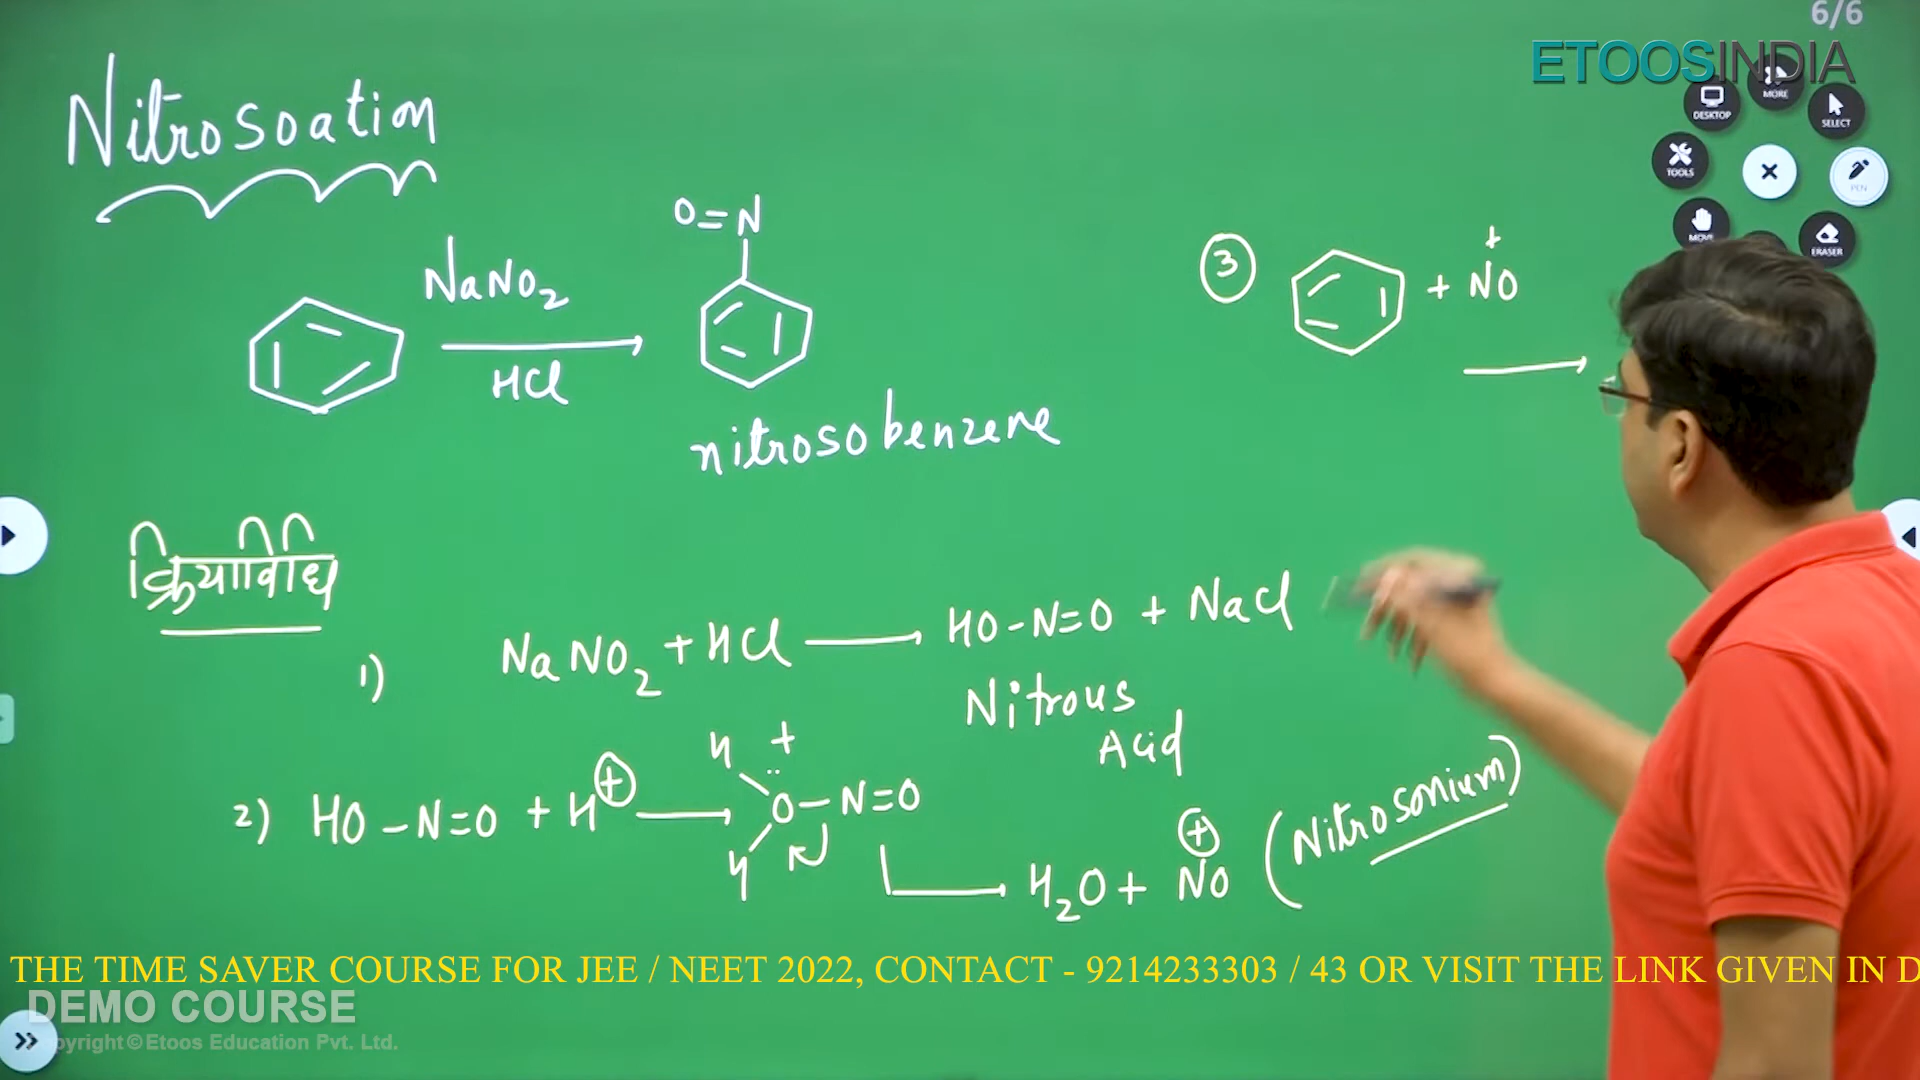 6/6
ETOOSINDIA
MORE
DESKTOP
SELECT
TOOLS
PEN
MOVE
ERASER
Nitrosoation
O=N
NaNO2
HCl
nitrosobenzene
3 + NO +
क्रियाविधि
1) NaNO2 + HCl → HO-N=O + NaCl
Nitrous
Acid
2) HO-N=O + H⊕ → H H O-N=O +
H2O + NO ⊕ (Nitrosonium)
THE TIME SAVER COURSE FOR JEE / NEET 2022, CONTACT - 9214233303 / 43 OR VISIT THE LINK GIVEN IN D
DEMO COURSE
opyright©Etoos Education Pvt. Ltd.